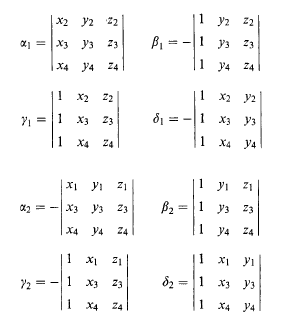 α₁ = | x₂ y₂ z₂ | β₁ = − | 1 y₂ z₂ |
| x₃ y₃ z₃ | | 1 y₃ z₃ |
| x₄ y₄ z₄ | | 1 y₄ z₄ |
γ₁ = | 1 x₂ z₂ | δ₁ = − | 1 x₂ y₂ |
| 1 x₃ z₃ | | 1 x₃ y₃ |
| 1 x₄ z₄ | | 1 x₄ y₄ |
α₂ = − | x₁ y₁ z₁ | β₂ = | 1 y₁ z₁ |
| x₃ y₃ z₃ | | 1 y₃ z₃ |
| x₄ y₄ z₄ | | 1 y₄ z₄ |
γ₂ = − | 1 x₁ z₁ | δ₂ = | 1 x₁ y₁ |
| 1 x₃ z₃ | | 1 x₃ y₃ |
| 1 x₄ z₄ | | 1 x₄ y₄ |